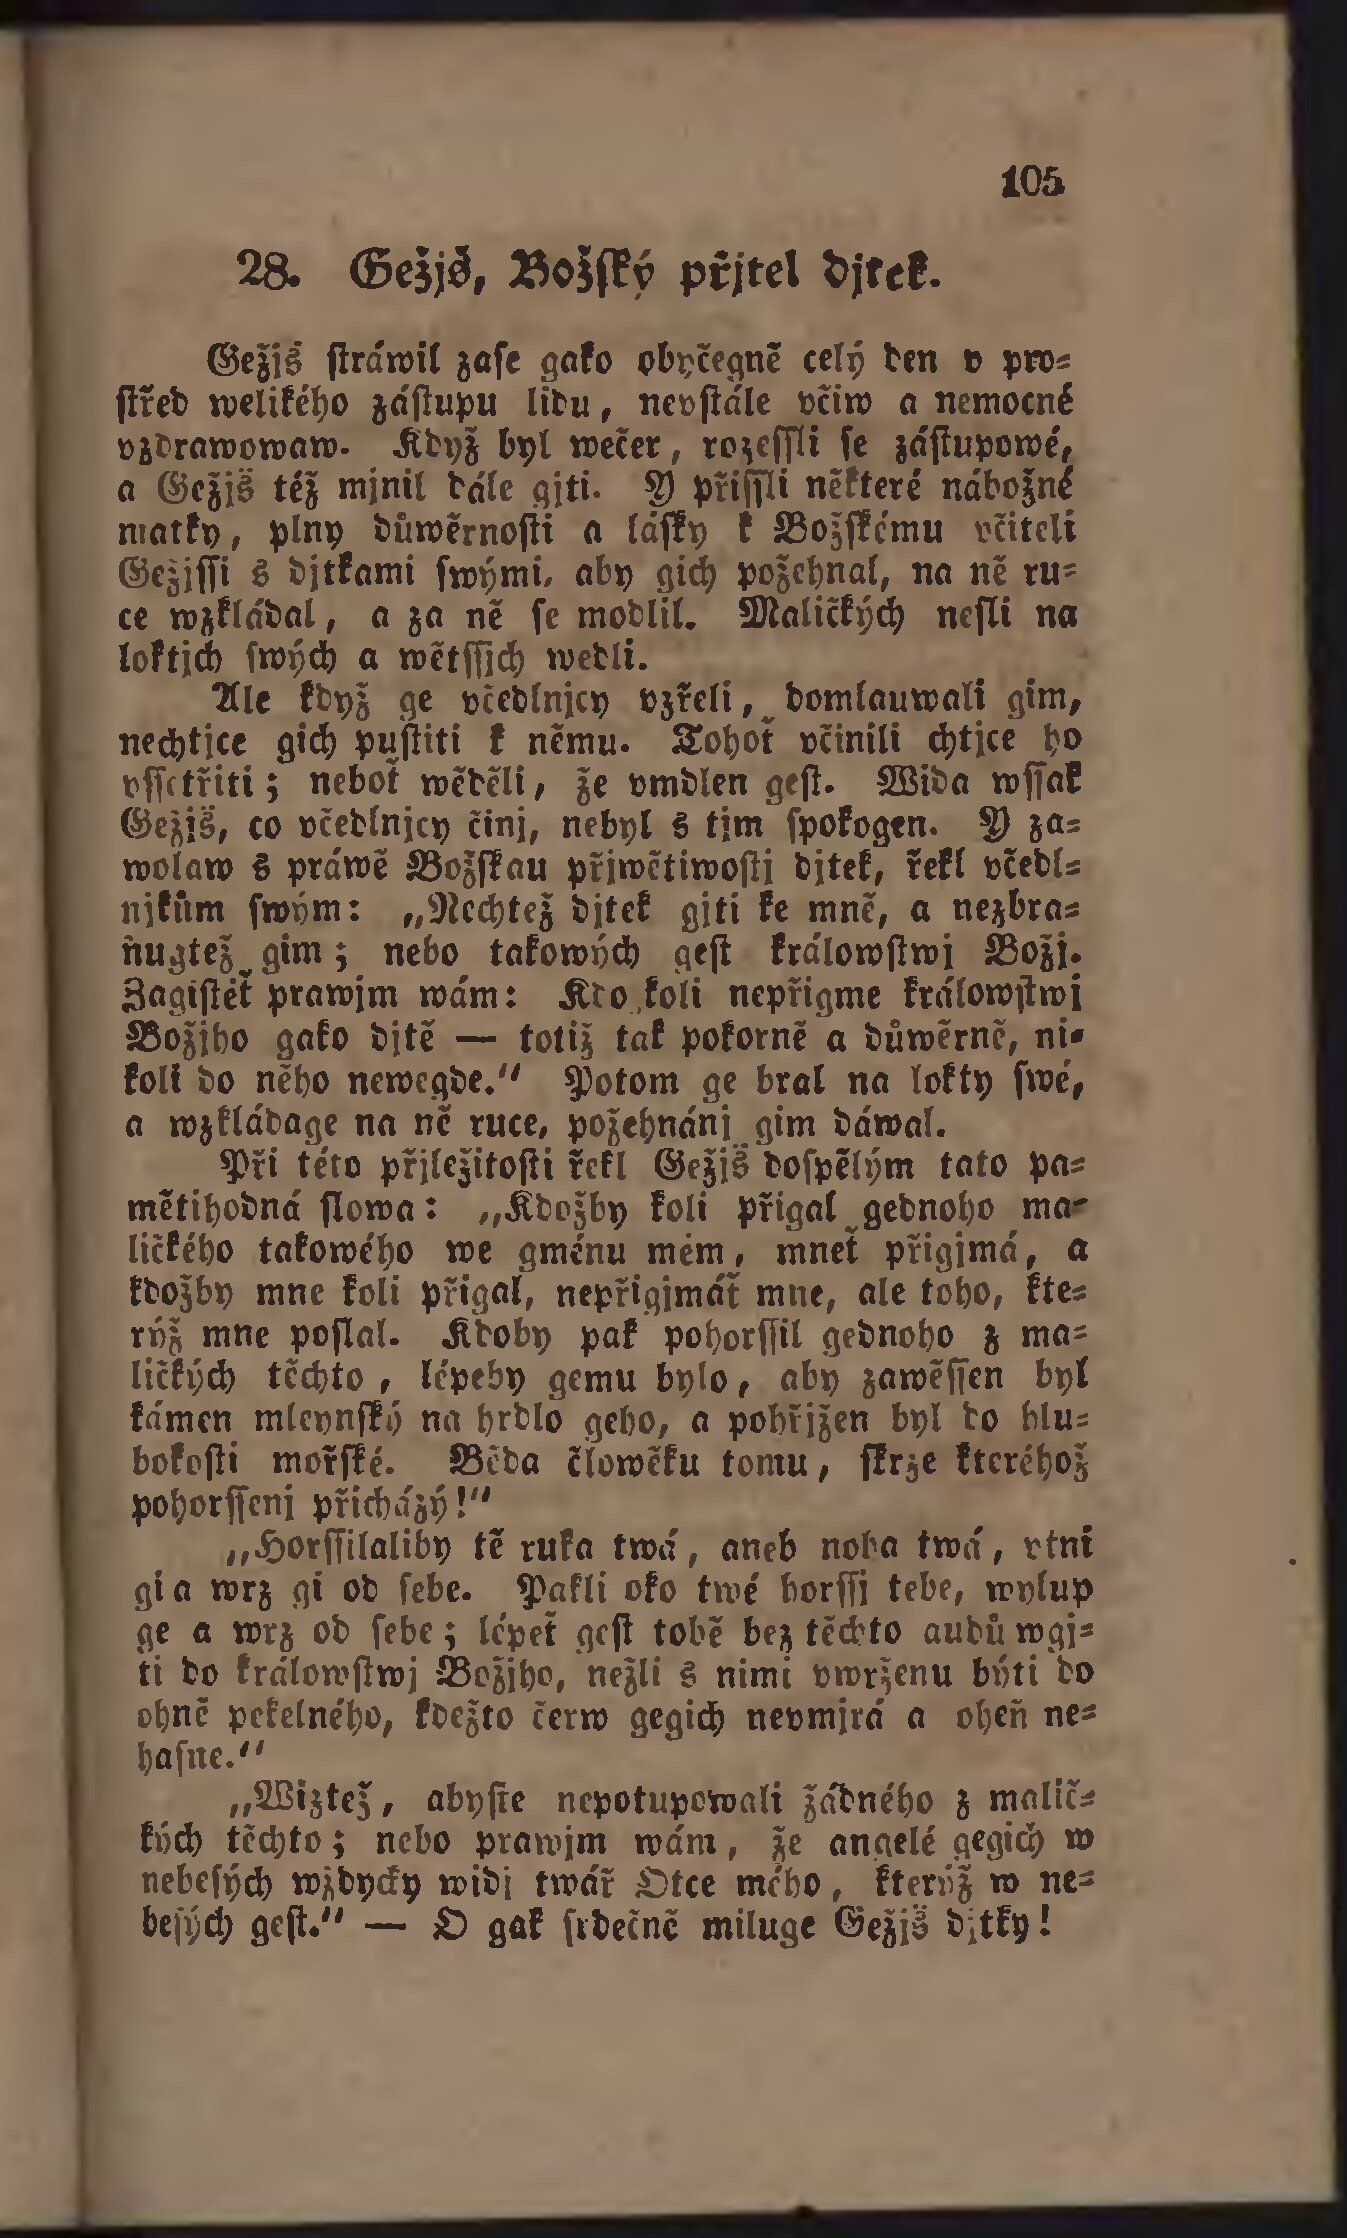 105
28. Gežjš, Božſký přjtel djtek.
Gežjš ſtráwil zaſe gako obyčegně celý den v pro=
ſtřed welikého záſtupu lidu, nevſtále včiw a nemocné
vzdrawowaw. Když byl wečer, rozeſſli ſe záſtupowé,
a Gežjš též mjnil dále gjti. Y přiſſli některé nábožné
matky, plny důwěrnoſti a láſky k Božſkému včiteli
Gežjſſi s djtkami ſwými, aby gich požehnal, na ně ru=
ce wzkládal, a za ně ſe modlil. Maličkých neſli na
loktjch ſwých a wětſſjch wedli.
Ale když ge včedlnjcy vzřeli, domlauwali gim,
nechtjce gich puſtiti k němu. Tohoť včinili chtjce ho
vſſetřiti; neboť wěděli, že vmdlen geſt. Wida wſſak
Gežjš, co včedlnjcy činj, nebyl s tjm ſpokogen. Y za=
wolaw s práwě Božſkau přjwětiwoſtj djtek, řekl včedl=
njkům ſwým: „Nechtež djtek gjti ke mně, a nezbra=
ňugtež gim; nebo takowých geſt králowſtwj Božj.
Zagiſtěť prawjm wám: Kdo koli nepřigme králowſtwj
Božjho gako djtě — totiž tak pokorně a důwěrně, ni=
koli do něho newegde." Potom ge bral na lokty ſwé,
a wzkládage na ně ruce, požehnánj gim dáwal.
Při této přjležitoſti řekl Gežjš doſpělým tato pa=
mětihodná ſlowa: „Kdožby koli přigal gednoho ma=
ličkého takowého we gménu mém, mneť přigjmá, a
kdožby mne koli přigal, nepřigjmáť mne, ale toho, kte=
rýž mne poſlal. Kdoby pak pohorſſil gednoho z ma=
ličkých těchto, lépeby gemu bylo, aby zawěſſen byl
kámen mleynſký na hrdlo geho, a pohřjžen byl do hlu=
bokoſti mořſké. Běda člowěku tomu, ſkrze kteréhož
pohorſſenj přicházý!"
„Horſſilaliby tě ruka twá, aneb noha twá, vtni
gi a wrz gi od ſebe. Pakli oko twé horſſj tebe, wylup
ge a wrz od ſebe; lépeť geſt tobě bez těchto audů wgj=
ti do králowſtwj Božjho, nežli s nimi vwrženu býti do
ohně pekelného, kdežto čerw gegich nevmjrá a oheň ne=
haſne."
„Wiztež, abyſte nepotupowali žádného z malič=
kých těchto; nebo prawjm wám, že angelé gegich w
nebeſých wždycky widj twář Otce mého, kterýž w ne=
beſých geſt." — O gak ſrdečně miluge Gežjš djtky!